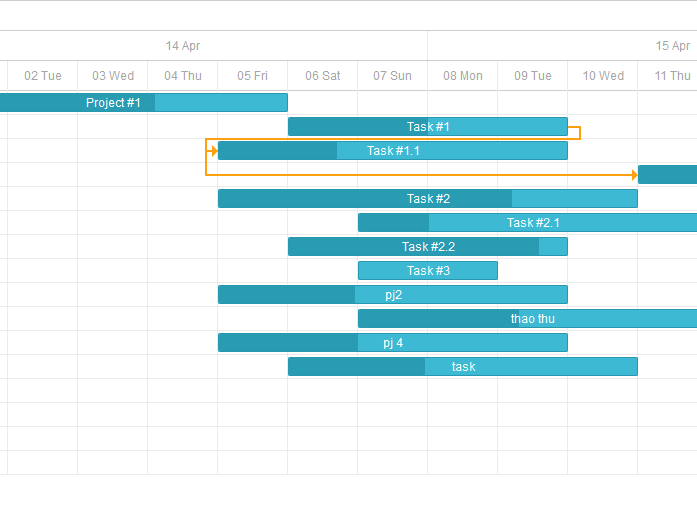 14 Apr 15 Apr
02 Tue 03 Wed 04 Thu 05 Fri 06 Sat 07 Sun 08 Mon 09 Tue 10 Wed 11 Thu
Project #1
Task #1
Task #1.1
Task #2
Task #2.1
Task #2.2
Task #3
pj2
thao thu
pj 4
task